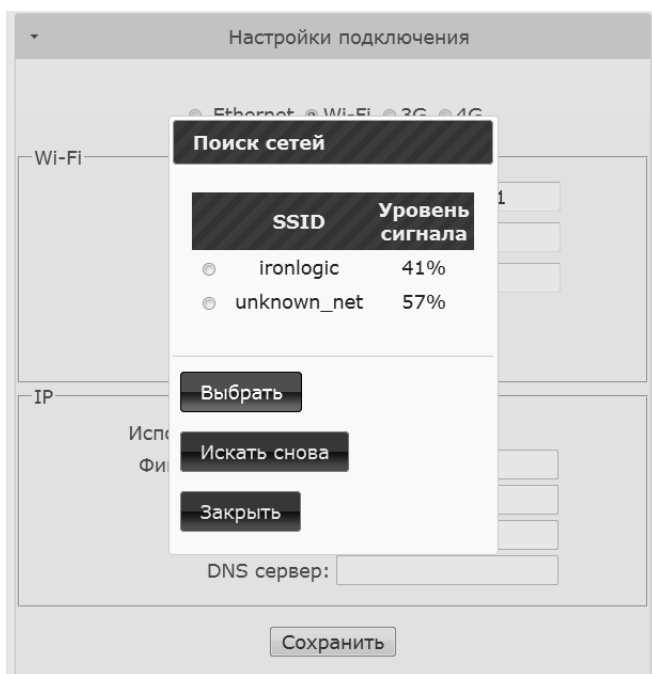 Настройки подключения
Ethernet Wi-Fi 3G 4G
Поиск сетей
Wi-Fi
1
SSID Уровень сигнала
ironlogic 41%
unknown_net 57%
Выбрать
IP
Искать снова
Закрыть
DNS сервер:
Сохранить